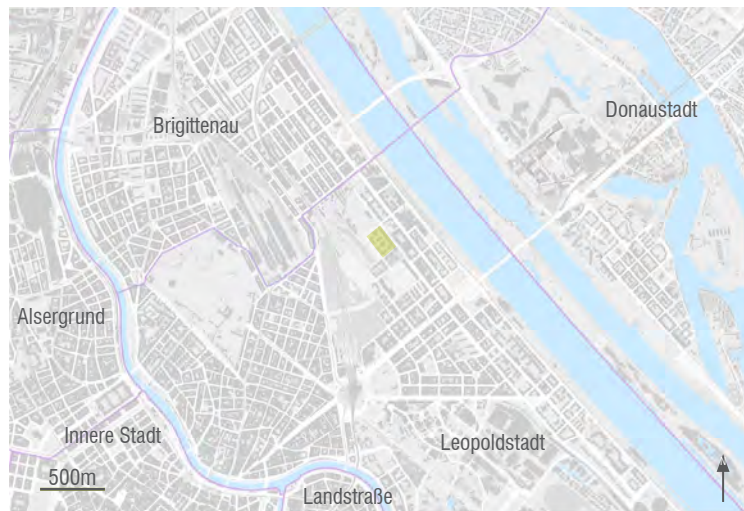 Donaustadt
Brigittenau
Alsergrund
Innere Stadt
Leopoldstadt
500m
Landstraße